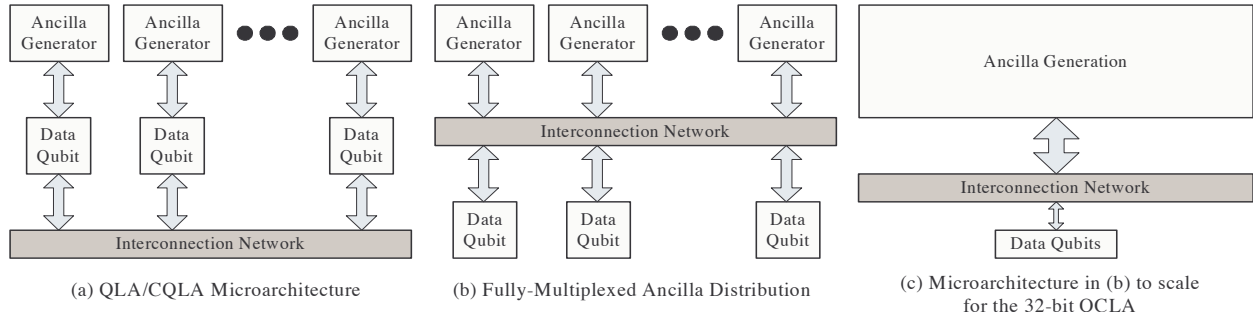 Ancilla
Generator
Ancilla
Generator
Ancilla
Generator
Data
Qubit
Data
Qubit
Data
Qubit
Interconnection Network
(a) QLA/CQLA Microarchitecture
Ancilla
Generator
Ancilla
Generator
Ancilla
Generator
Interconnection Network
Data
Qubit
Data
Qubit
Data
Qubit
(b) Fully-Multiplexed Ancilla Distribution
Ancilla Generation
Interconnection Network
Data Qubits
(c) Microarchitecture in (b) to scale
for the 32-bit QCLA